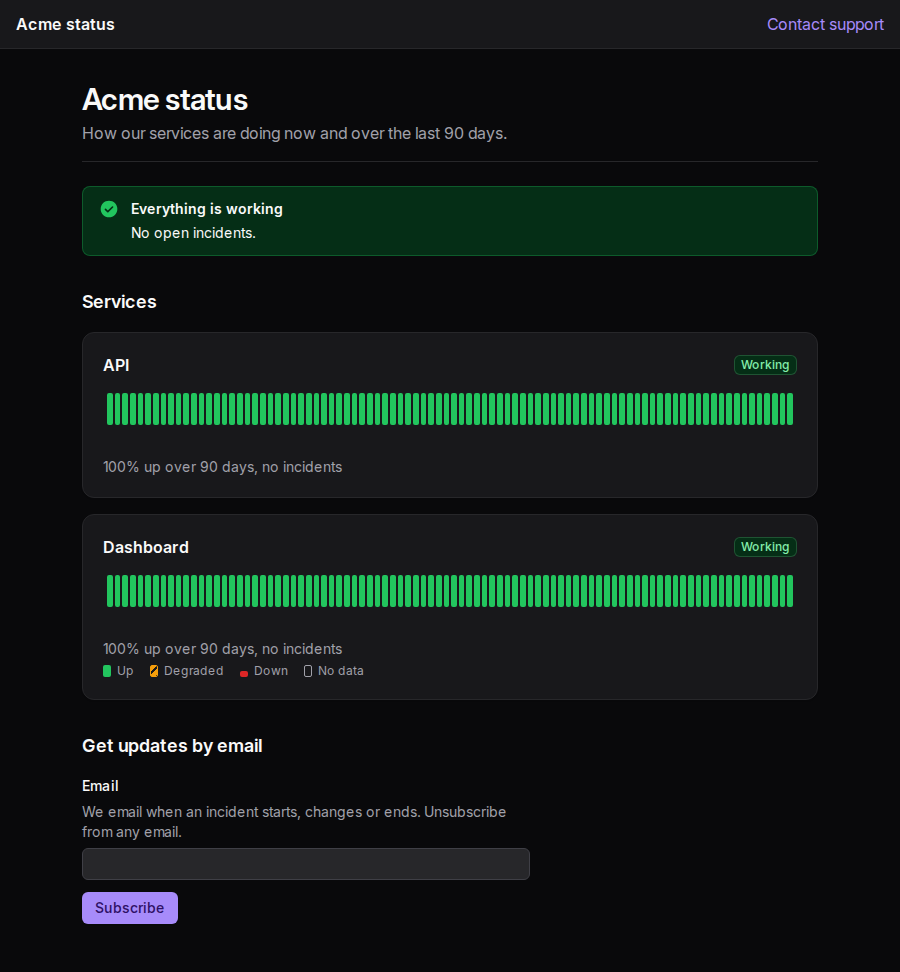 Acme status
Contact support
Acme status
How our services are doing now and over the last 90 days.
Everything is working
No open incidents.
Services
API
Working
100% up over 90 days, no incidents
Dashboard
Working
100% up over 90 days, no incidents
Up
Degraded
Down
No data
Get updates by email
Email
We email when an incident starts, changes or ends. Unsubscribe
from any email.
Subscribe